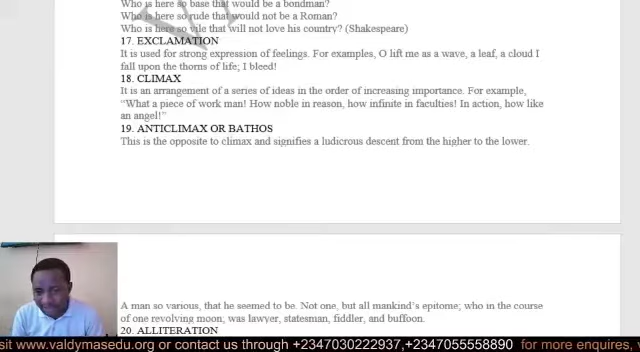 Who is here so base that would be a bondman?
Who is here so rude that would not be a Roman?
Who is here so vile that will not love his country? (Shakespeare)
17. EXCLAMATION
It is used for strong expression of feelings. For examples, O lift me as a wave, a leaf, a cloud I
fall upon the thorns of life; I bleed!
18. CLIMAX
It is an arrangement of a series of ideas in the order of increasing importance. For example,
“What a piece of work man! How noble in reason, how infinite in faculties! In action, how like
an angel!”
19. ANTICLIMAX OR BATHOS
This is the opposite to climax and signifies a ludicrous descent from the higher to the lower.
A man so various, that he seemed to be. Not one, but all mankind’s epitome; who in the course
of one revolving moon; was lawyer, statesman, fiddler, and buffoon.
20. ALLITERATION
sit www.valdymasedu.org or contact us through +2347030222937,+2347055558890 for more enquires,